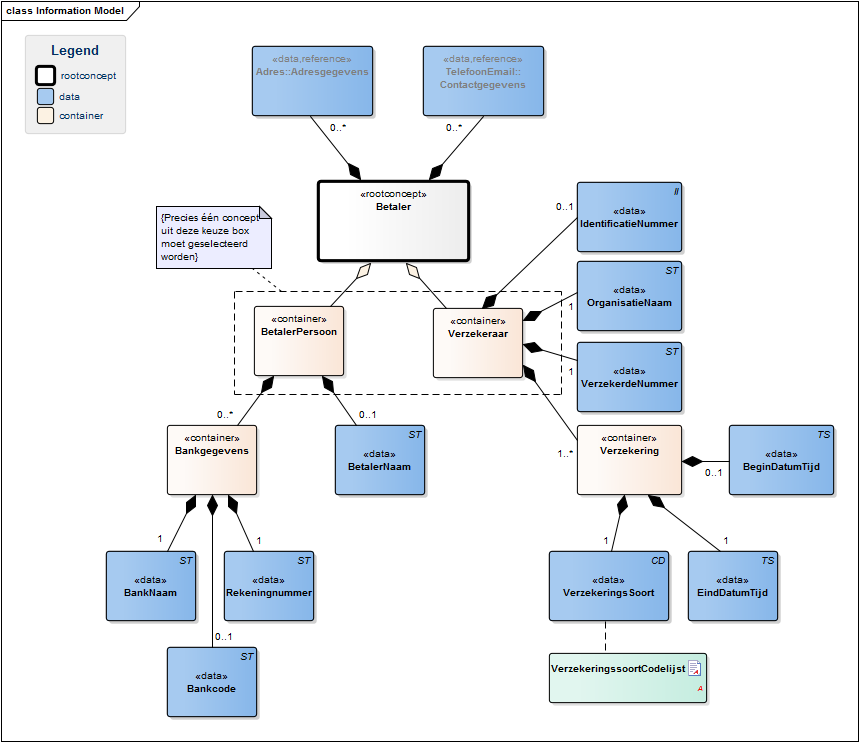 class Information Model
Legend
rootconcept
data
container
«data,reference»
Adres::Adresgegevens
«data,reference»
TelefoonEmail::
Contactgegevens
0..*
0..*
«rootconcept»
Betaler
{Precies één concept
uit deze keuze box
moet geselecteerd
worden}
II
«data»
IdentificatieNummer
0..1
ST
«data»
OrganisatieNaam
1
«container»
BetalerPersoon
«container»
Verzekeraar
ST
«data»
VerzekerdeNummer
1
0..*
0..1
1..*
«container»
Bankgegevens
ST
«data»
BetalerNaam
«container»
Verzekering
TS
«data»
BeginDatumTijd
0..1
1
1
1
1
ST
«data»
BankNaam
ST
«data»
Rekeningnummer
CD
«data»
VerzekeringsSoort
TS
«data»
EindDatumTijd
0..1
ST
«data»
Bankcode
VerzekeringssoortCodelijst
A